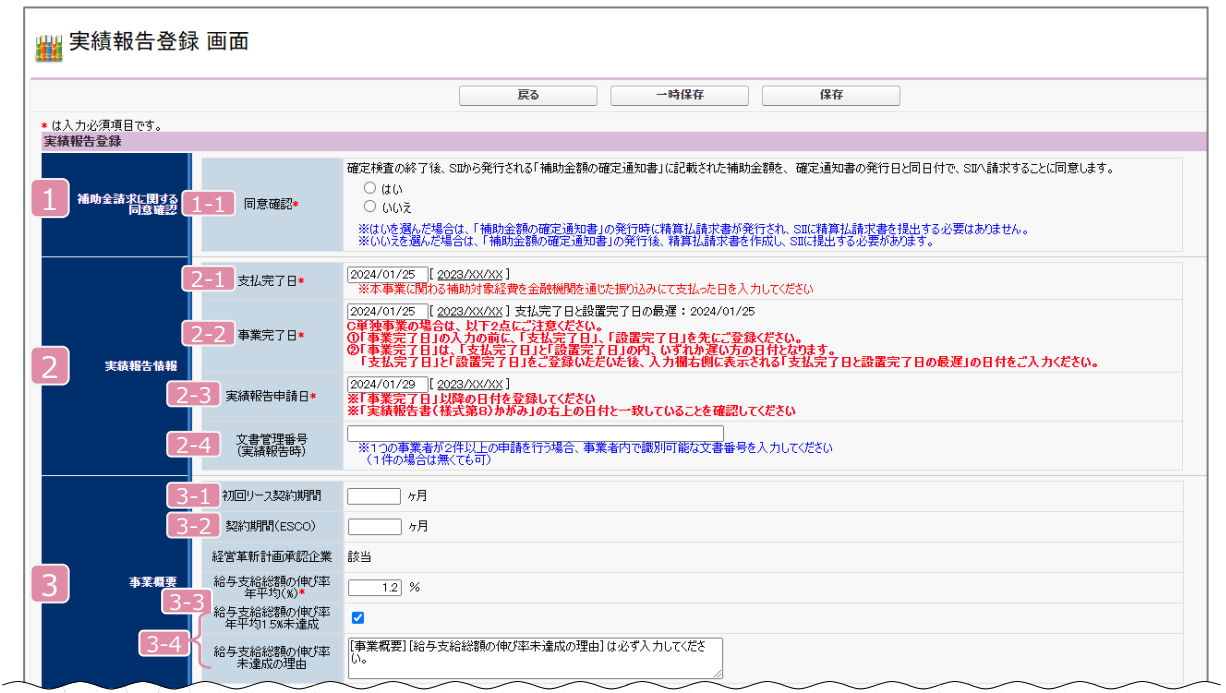 実績報告登録 画面
戻る 一時保存 保存
* は入力必須項目です。
実績報告登録
1 補助金請求に関する
同意確認
1-1 同意確認*
確定検査の終了後、SIIから発行される「補助金額の確定通知書」に記載された補助金額を、 確定通知書の発行日と同日付で、SIIへ請求することに同意します。
はい
いいえ
※はいを選んだ場合は、「補助金額の確定通知書」の発行時に精算払請求書が発行され、SIIに精算払請求書を提出する必要はありません。
※いいえを選んだ場合は、「補助金額の確定通知書」の発行後、精算払請求書を作成し、SIIに提出する必要があります。
2 実績報告情報
2-1 支払完了日*
2024/01/25 [ 2023/XX/XX ]
※本事業に関わる補助対象経費を金融機関を通じた振り込みにて支払った日を入力してください
2-2 事業完了日*
2024/01/25 [ 2023/XX/XX ] 支払完了日と設置完了日の最遅:2024/01/25
C単独事業の場合は、以下2点にご注意ください。
①「事業完了日」の入力の前に、「支払完了日」、「設置完了日」を先にご登録ください。
②「事業完了日」は、「支払完了日」と「設置完了日」の内、いずれか遅い方の日付となります。
「支払完了日」と「設置完了日」をご登録いただいた後、入力欄右側に表示される「支払完了日と設置完了日の最遅」の日付をご入力ください。
2-3 実績報告申請日*
2024/01/29 [ 2023/XX/XX ]
※「事業完了日」以降の日付を登録してください
※「実績報告書(様式第8)かがみ」の右上の日付と一致していることを確認してください
2-4 文書管理番号
(実績報告時)
※1つの事業者が2件以上の申請を行う場合、事業者内で識別可能な文書番号を入力してください
(1件の場合は無くても可)
3 事業概要
3-1 初回リース契約期間 ヶ月
3-2 契約期間(ESCO) ヶ月
経営革新計画承認企業 該当
3-3 給与支給総額の伸び率
年平均(%)* 1.2 %
3-4 給与支給総額の伸び率
年平均1.5%未達成
給与支給総額の伸び率
未達成の理由
[事業概要][給与支給総額の伸び率未達成の理由]は必ず入力してくださ
い。